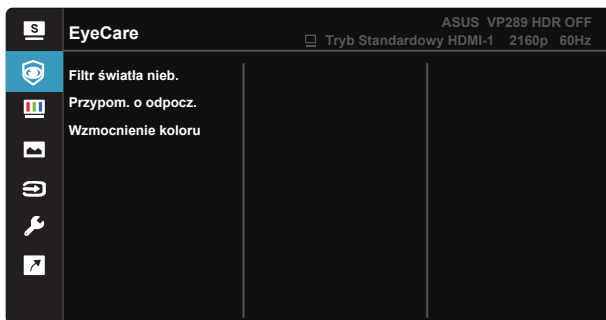 S
EyeCare
ASUS VP289 HDR OFF
Tryb Standardowy HDMI-1 2160p 60Hz
Filtr światła nieb.
Przypom. o odpocz.
Wzmocnienie koloru